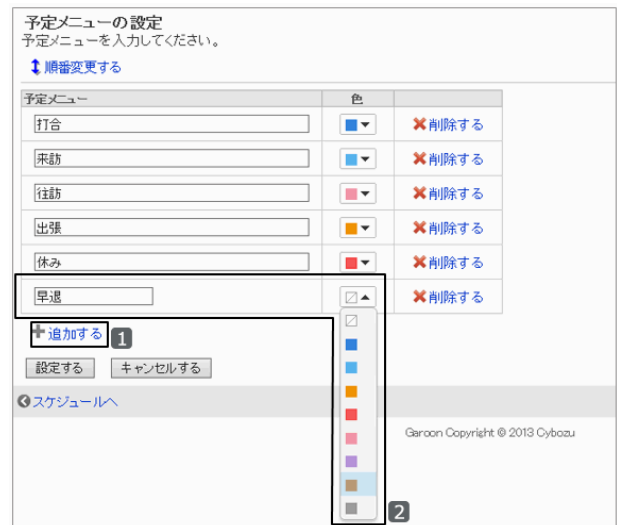 予定メニューの設定
予定メニューを入力してください。
順番変更する
予定メニュー 色
打合 削除する
来訪 削除する
往訪 削除する
出張 削除する
休み 削除する
早退 削除する
追加する 1
設定する キャンセルする
スケジュールへ
Garoon Copyright © 2013 Cybozu
2